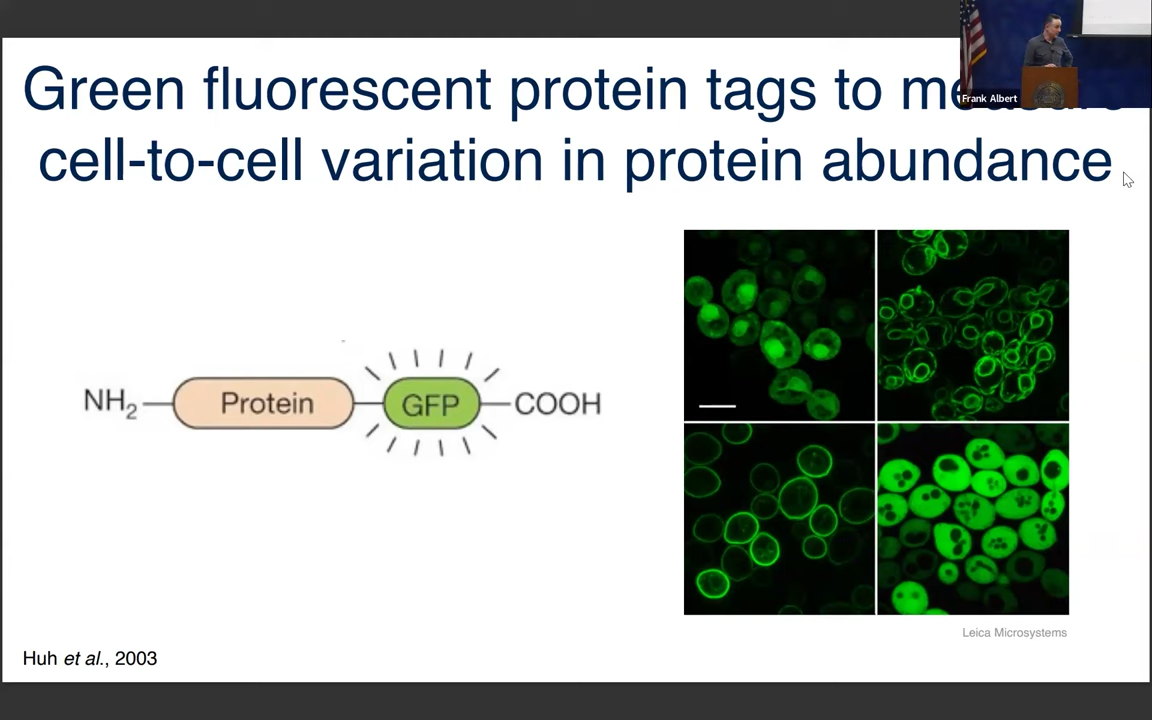 Green fluorescent protein tags to
cell-to-cell variation in protein abundance
Frank Albert
NH2
Protein
GFP
COOH
Leica Microsystems
Huh et al., 2003